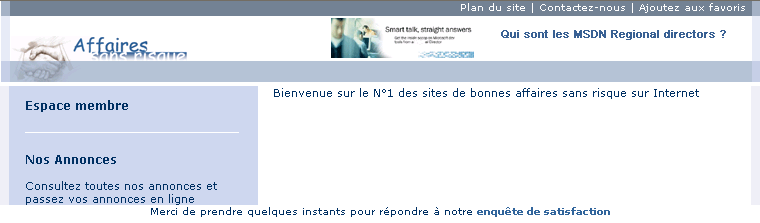 Plan du site | Contactez-nous | Ajoutez aux favoris
Affaires
sans risque
Smart talk, straight answers
Qui sont les MSDN Regional directors ?
Espace membre
Bienvenue sur le N°1 des sites de bonnes affaires sans risque sur Internet
Nos Annonces
Consultez toutes nos annonces et
passez vos annonces en ligne
Merci de prendre quelques instants pour répondre à notre enquête de satisfaction